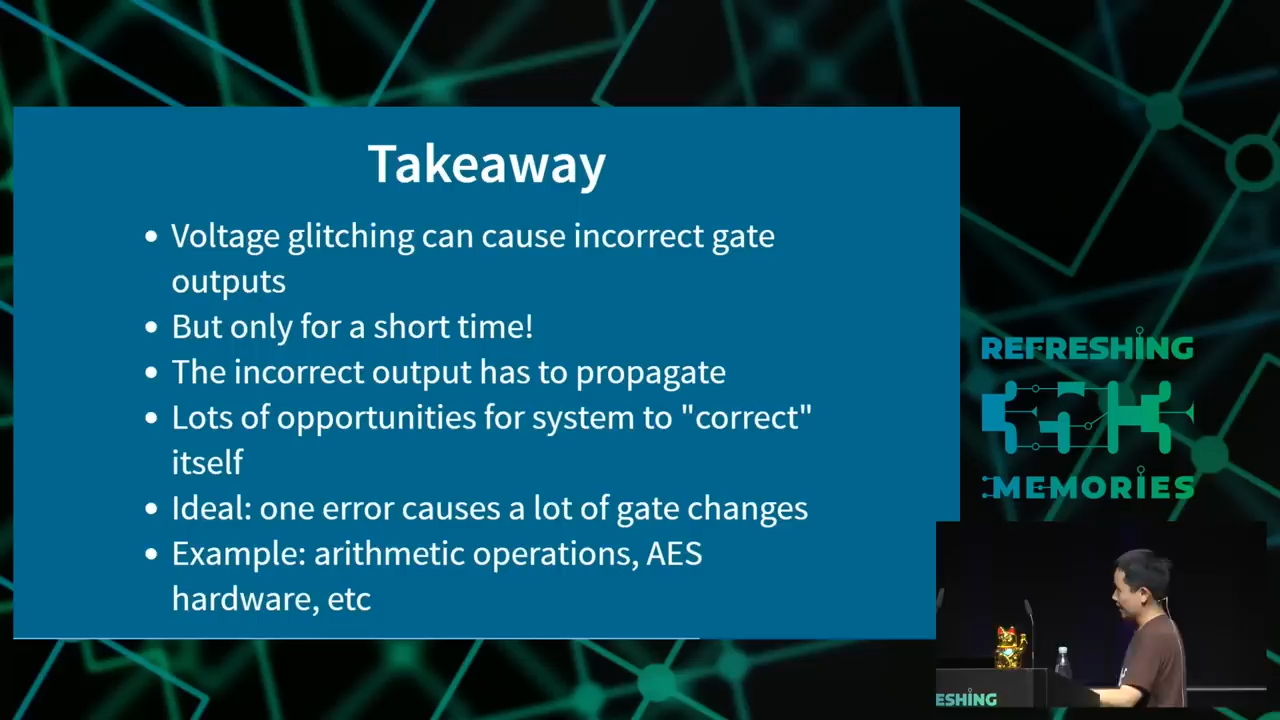 Takeaway
• Voltage glitching can cause incorrect gate
outputs
• But only for a short time!
• The incorrect output has to propagate
• Lots of opportunities for system to "correct"
itself
• Ideal: one error causes a lot of gate changes
• Example: arithmetic operations, AES
hardware, etc
REFRESHING
MEMORIES
ESHING